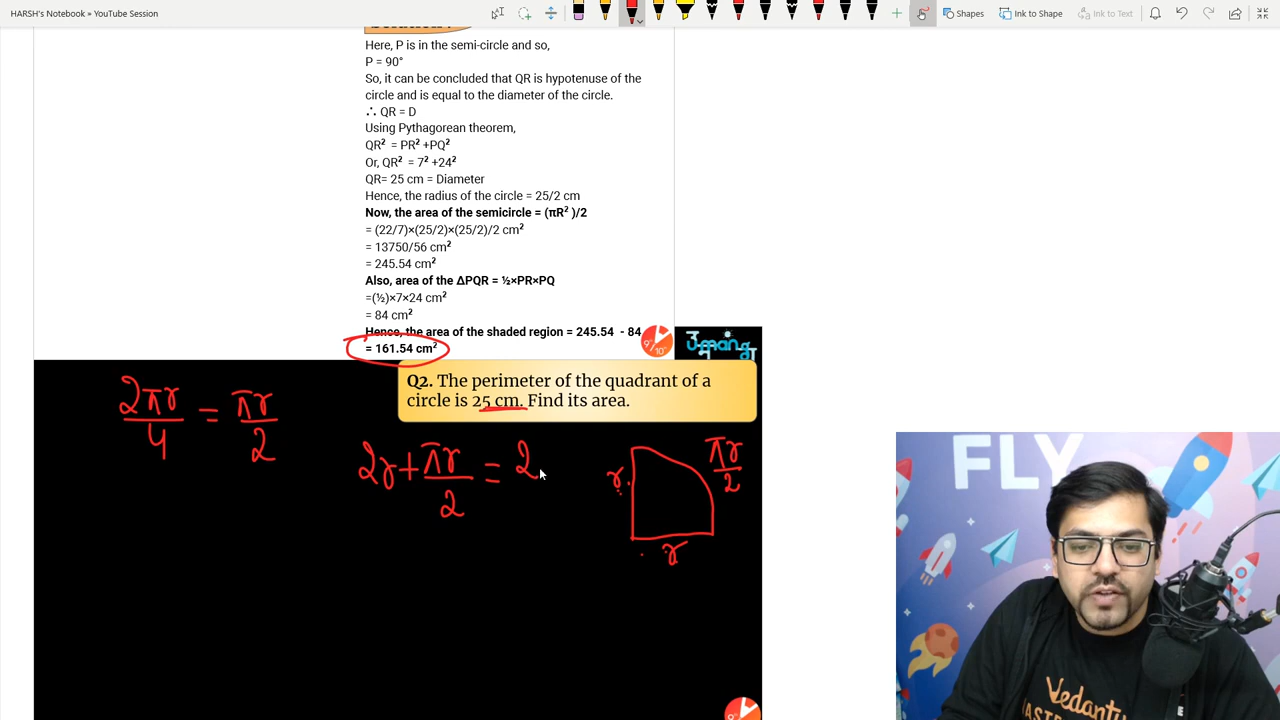 HARSH's Notebook » YouTube Session
Shapes
Ink to Shape
Ink to Text
Here, P is in the semi-circle and so,
P = 90°
So, it can be concluded that QR is hypotenuse of the
circle and is equal to the diameter of the circle.
∴ QR = D
Using Pythagorean theorem,
QR² = PR² +PQ²
Or, QR² = 7² +24²
QR= 25 cm = Diameter
Hence, the radius of the circle = 25/2 cm
Now, the area of the semicircle = (πR² )/2
= (22/7)×(25/2)×(25/2)/2 cm²
= 13750/56 cm²
= 245.54 cm²
Also, area of the ΔPQR = ½×PR×PQ
=(½)×7×24 cm²
= 84 cm²
Hence, the area of the shaded region = 245.54 - 84
= 161.54 cm²
9th/10th
उमंग
Q2. The perimeter of the quadrant of a
circle is 25 cm. Find its area.
2πr/4 = πr/2
2r+πr/2 = 2
r
πr/2
r
FLY
Vedantu